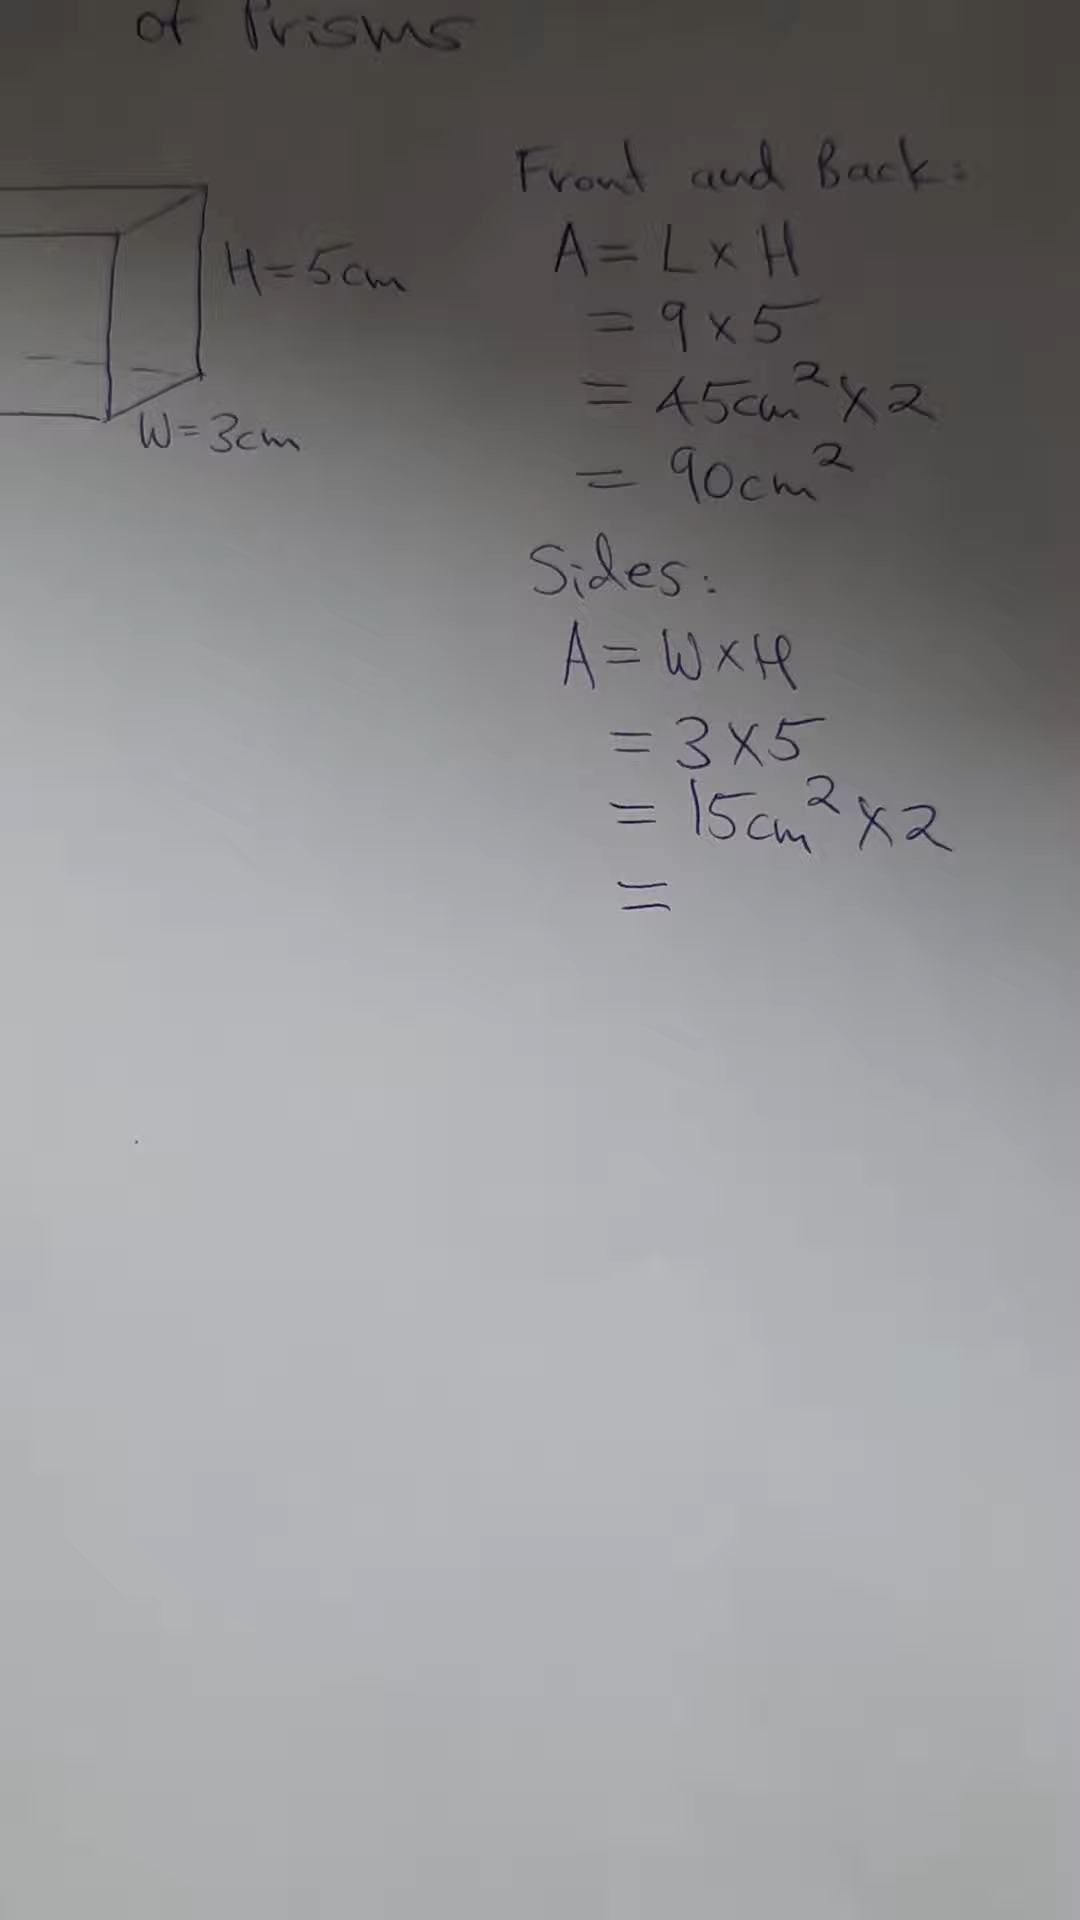 of Prisms
H=5cm
W=3cm
Front and Back:
A=L×H
=9×5
=45cm²×2
=90cm²
Sides:
A=W×H
=3×5
=15cm²×2
=